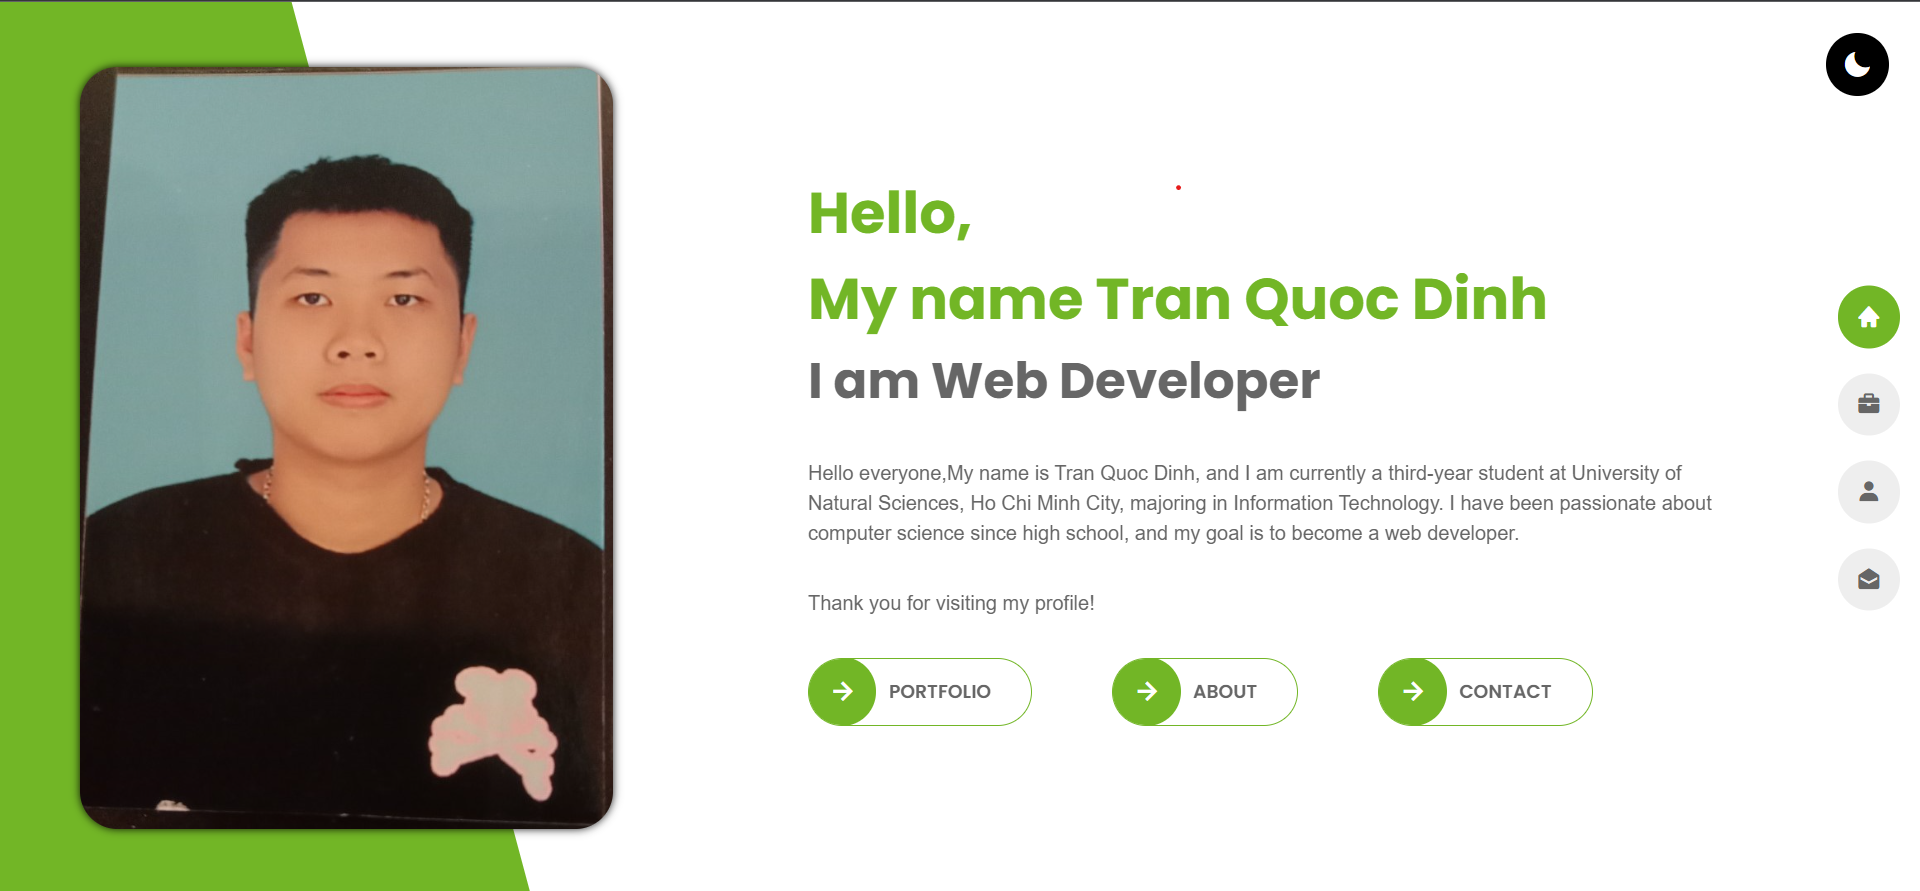 Hello,
My name Tran Quoc Dinh
I am Web Developer
Hello everyone,My name is Tran Quoc Dinh, and I am currently a third-year student at University of
Natural Sciences, Ho Chi Minh City, majoring in Information Technology. I have been passionate about
computer science since high school, and my goal is to become a web developer.
Thank you for visiting my profile!
PORTFOLIO
ABOUT
CONTACT